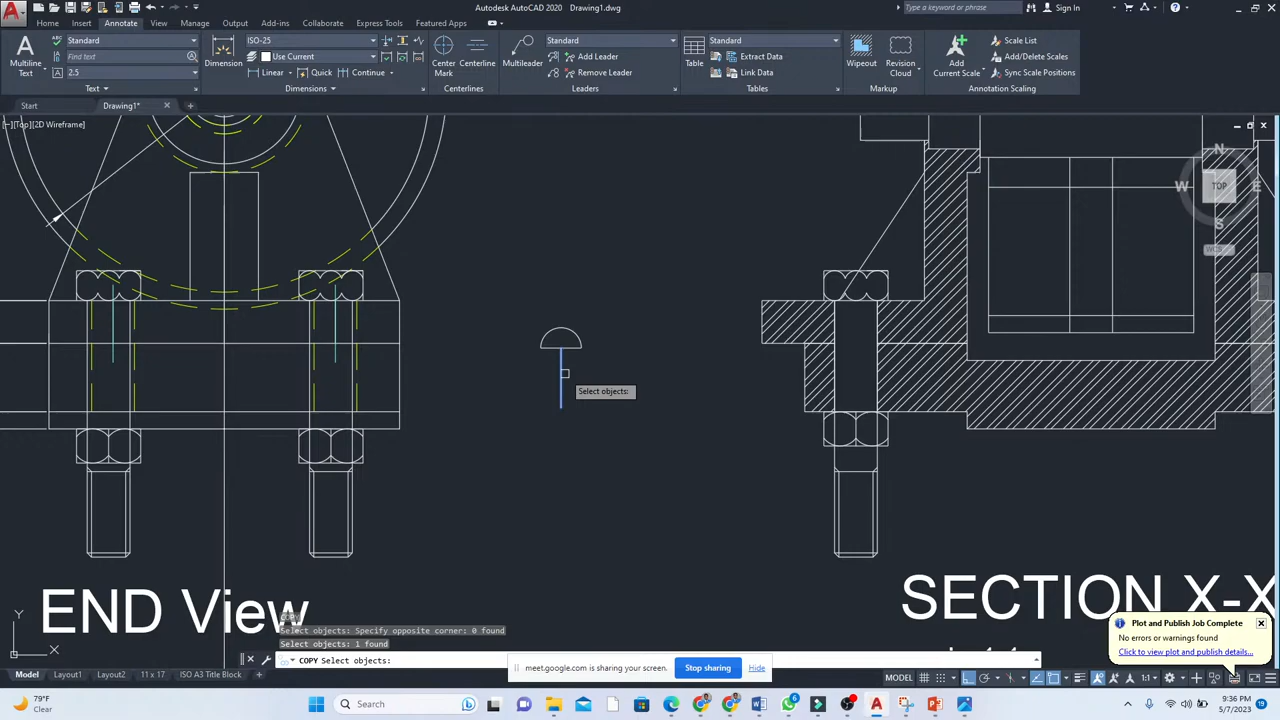 Autodesk AutoCAD 2020 Drawing1.dwg
Type a keyword or phrase
Sign In
Home Insert Annotate View Manage Output Add-ins Collaborate Express Tools Featured Apps
Standard
ISO-25
Standard
Standard
Find text
Use Current
2.5
Linear
Quick
Continue
Multiline Text
Dimension
Center Mark
Centerline
Multileader
Add Leader
Remove Leader
Table
Extract Data
Link Data
Wipeout
Revision Cloud
Add Current Scale
Scale List
Add/Delete Scales
Sync Scale Positions
Text
Dimensions
Centerlines
Leaders
Tables
Markup
Annotation Scaling
Start
Drawing1*
[−][Top][2D Wireframe]
N
W
TOP
E
S
WCS
Select objects:
END View
SECTION X-X
COPY
Select objects: Specify opposite corner: 0 found
Select objects: 1 found
COPY Select objects:
Plot and Publish Job Complete
No errors or warnings found
Click to view plot and publish details...
meet.google.com is sharing your screen.
Stop sharing
Hide
Y
X
Model Layout1 Layout2 11 x 17 ISO A3 Block Title
MODEL
1:1
79°F
Clear
Search
6
9:36 PM
5/7/2023
19